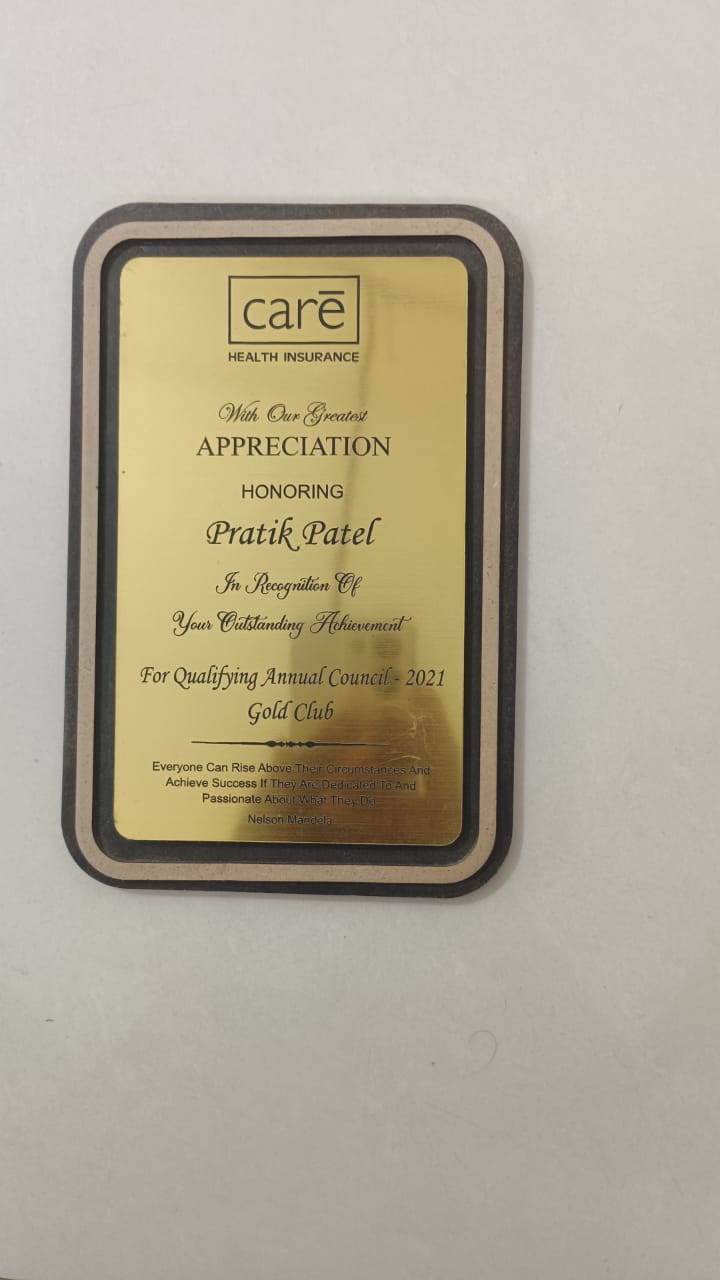 carē
HEALTH INSURANCE
With Our Greatest
APPRECIATION
HONORING
Pratik Patel
In Recognition Of
Your Outstanding Achievement
For Qualifying Annual Council - 2021
Gold Club
Everyone Can Rise Above Their Circumstances And
Achieve Success If They Are Dedicated To And
Passionate About What They Do
Nelson Mandela